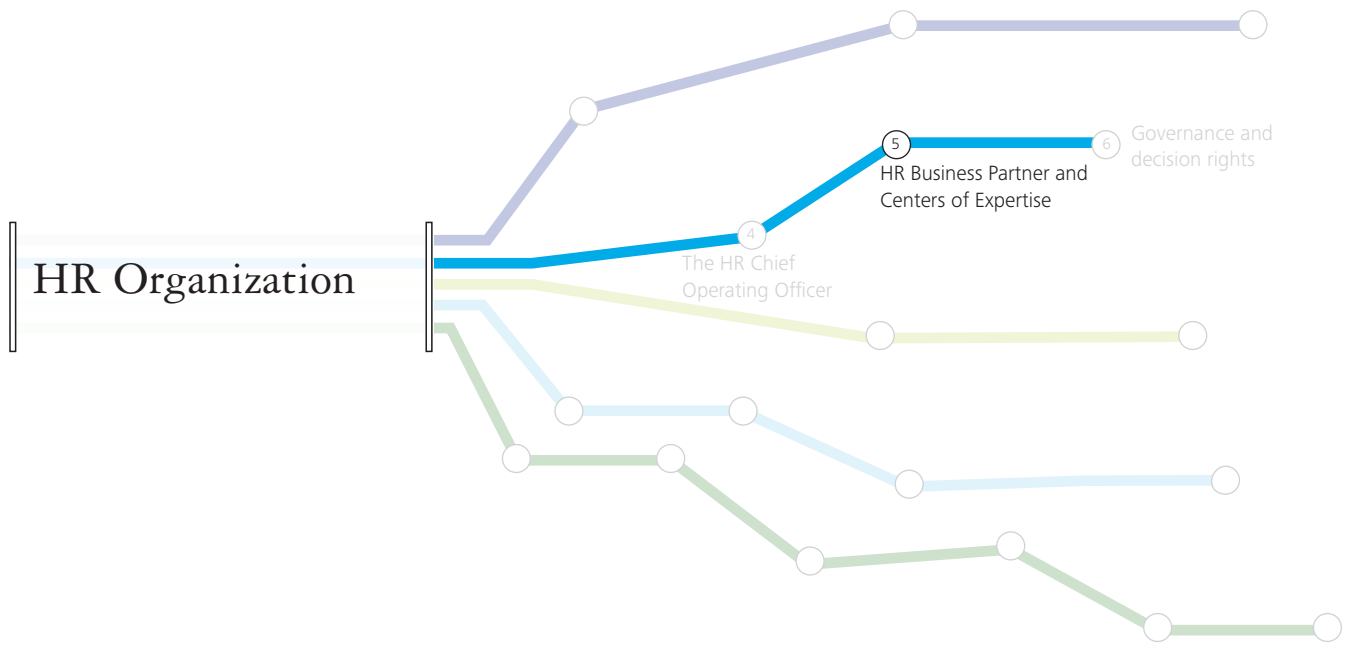 HR Organization
4
The HR Chief
Operating Officer
5
HR Business Partner and
Centers of Expertise
6
Governance and
decision rights